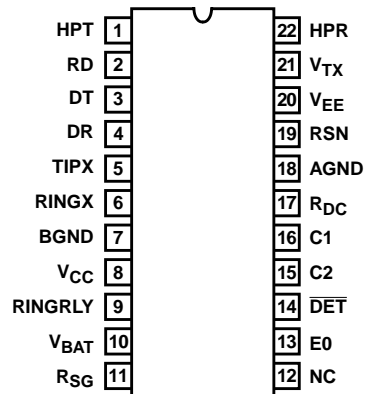 HPT 1 22 HPR
RD 2 21 VTX
DT 3 20 VEE
DR 4 19 RSN
TIPX 5 18 AGND
RINGX 6 17 RDC
BGND 7 16 C1
VCC 8 15 C2
RINGRLY 9 14 D̅E̅T̅
VBAT 10 13 E0
RSG 11 12 NC